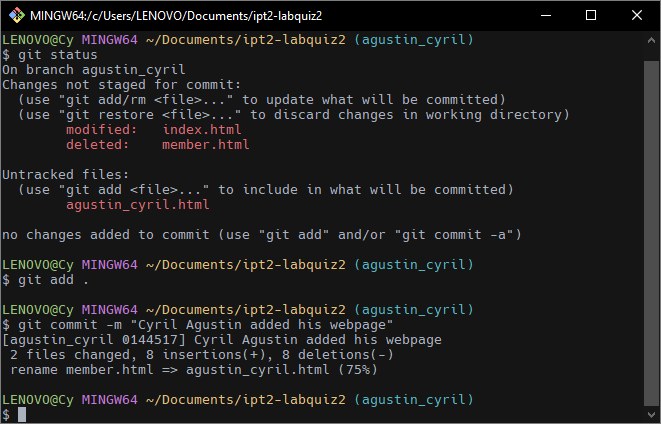 MINGW64:/c/Users/LENOVO/Documents/ipt2-labquiz2
LENOVO@Cy MINGW64 ~/Documents/ipt2-labquiz2 (agustin_cyril)
$ git status
On branch agustin_cyril
Changes not staged for commit:
  (use "git add/rm <file>..." to update what will be committed)
  (use "git restore <file>..." to discard changes in working directory)
        modified:   index.html
        deleted:    member.html

Untracked files:
  (use "git add <file>..." to include in what will be committed)
        agustin_cyril.html

no changes added to commit (use "git add" and/or "git commit -a")

LENOVO@Cy MINGW64 ~/Documents/ipt2-labquiz2 (agustin_cyril)
$ git add .

LENOVO@Cy MINGW64 ~/Documents/ipt2-labquiz2 (agustin_cyril)
$ git commit -m "Cyril Agustin added his webpage"
[agustin_cyril 0144517] Cyril Agustin added his webpage
 2 files changed, 8 insertions(+), 8 deletions(-)
 rename member.html => agustin_cyril.html (75%)

LENOVO@Cy MINGW64 ~/Documents/ipt2-labquiz2 (agustin_cyril)
$